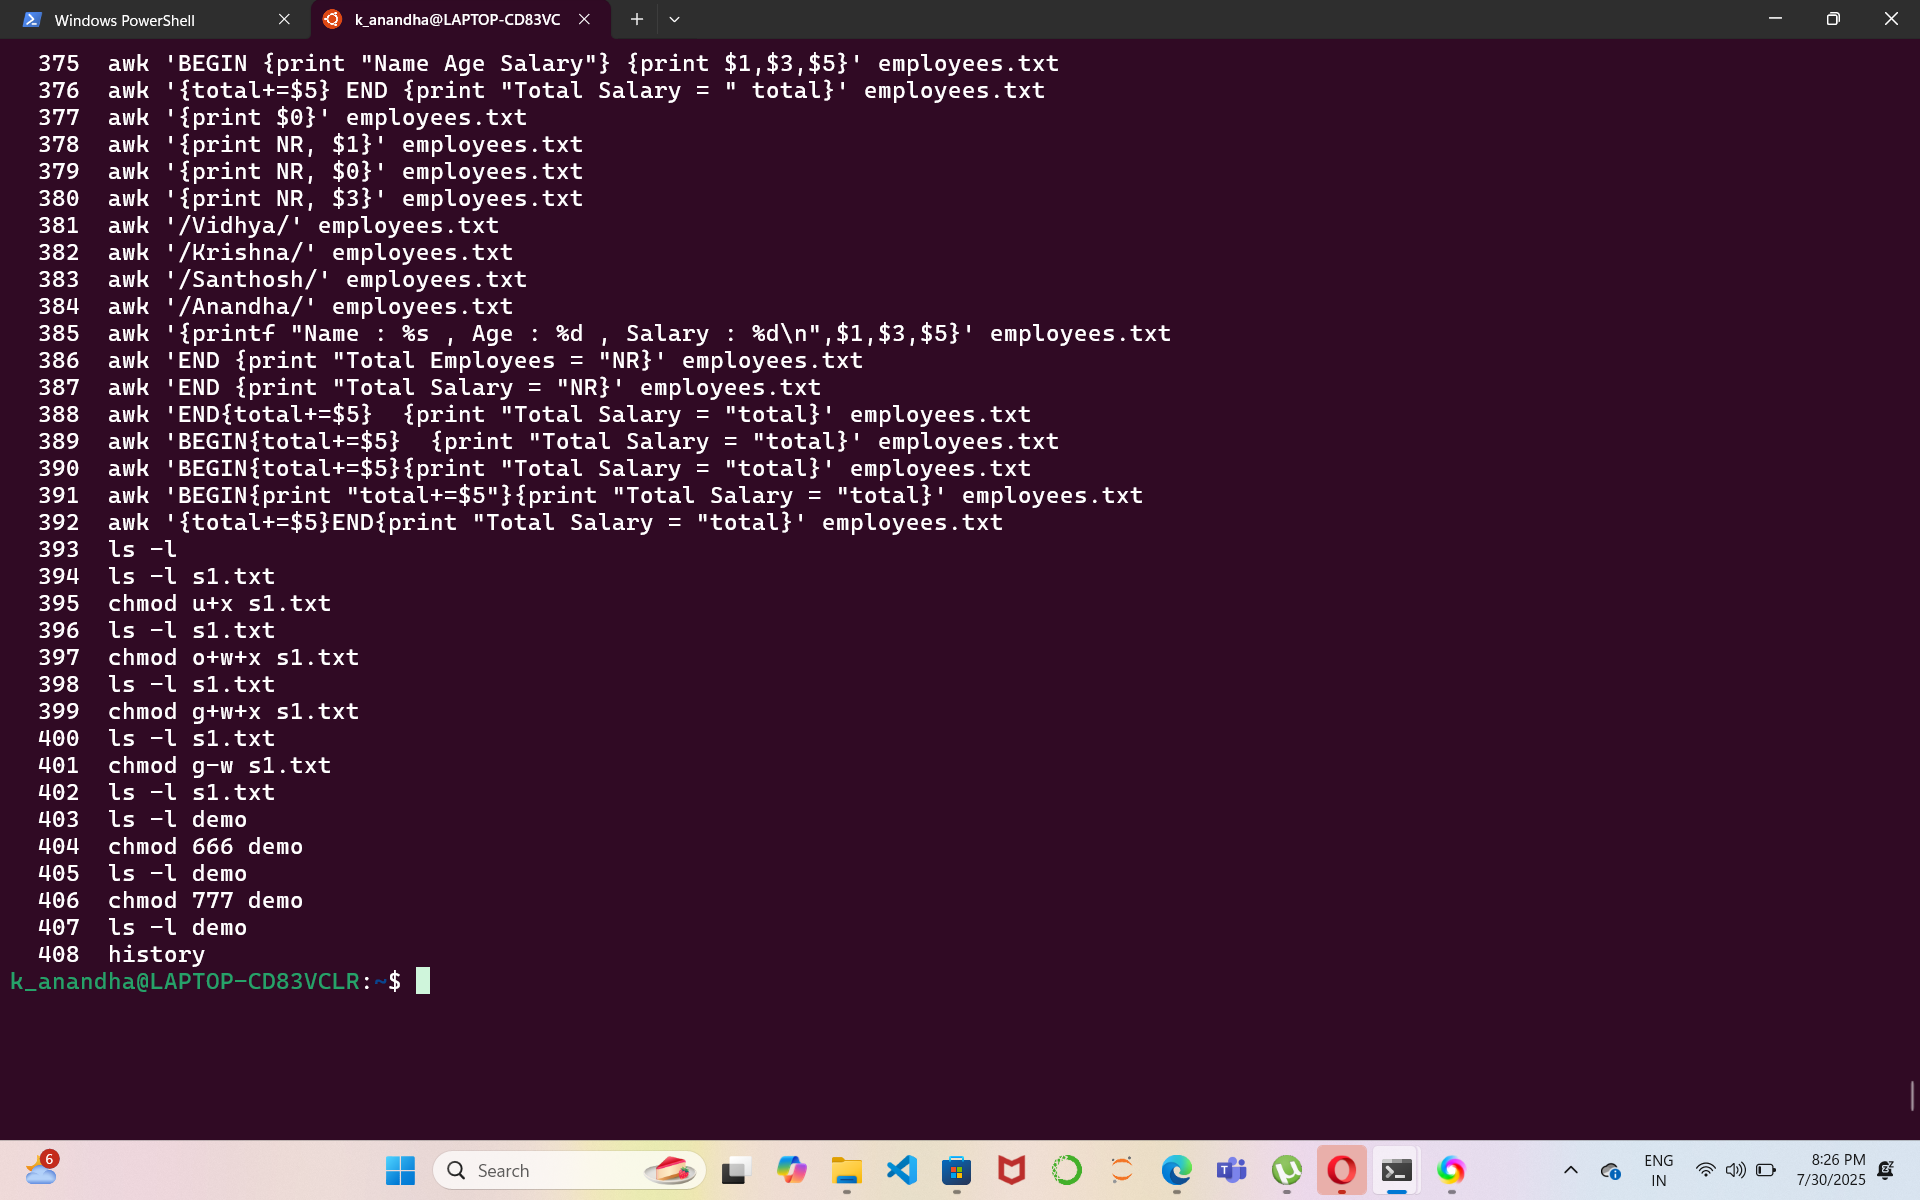 Windows PowerShell
k_anandha@LAPTOP-CD83VC
375 awk 'BEGIN {print "Name Age Salary"} {print $1,$3,$5}' employees.txt
376 awk '{total+=$5} END {print "Total Salary = " total}' employees.txt
377 awk '{print $0}' employees.txt
378 awk '{print NR, $1}' employees.txt
379 awk '{print NR, $0}' employees.txt
380 awk '{print NR, $3}' employees.txt
381 awk '/Vidhya/' employees.txt
382 awk '/Krishna/' employees.txt
383 awk '/Santhosh/' employees.txt
384 awk '/Anandha/' employees.txt
385 awk '{printf "Name : %s , Age : %d , Salary : %d\n",$1,$3,$5}' employees.txt
386 awk 'END {print "Total Employees = "NR}' employees.txt
387 awk 'END {print "Total Salary = "NR}' employees.txt
388 awk 'END{total+=$5}  {print "Total Salary = "total}' employees.txt
389 awk 'BEGIN{total+=$5}  {print "Total Salary = "total}' employees.txt
390 awk 'BEGIN{total+=$5}{print "Total Salary = "total}' employees.txt
391 awk 'BEGIN{print "total+=$5"}{print "Total Salary = "total}' employees.txt
392 awk '{total+=$5}END{print "Total Salary = "total}' employees.txt
393 ls -l
394 ls -l s1.txt
395 chmod u+x s1.txt
396 ls -l s1.txt
397 chmod o+w+x s1.txt
398 ls -l s1.txt
399 chmod g+w+x s1.txt
400 ls -l s1.txt
401 chmod g-w s1.txt
402 ls -l s1.txt
403 ls -l demo
404 chmod 666 demo
405 ls -l demo
406 chmod 777 demo
407 ls -l demo
408 history
k_anandha@LAPTOP-CD83VCLR:~$
6
Search
ENG
IN
8:26 PM
7/30/2025